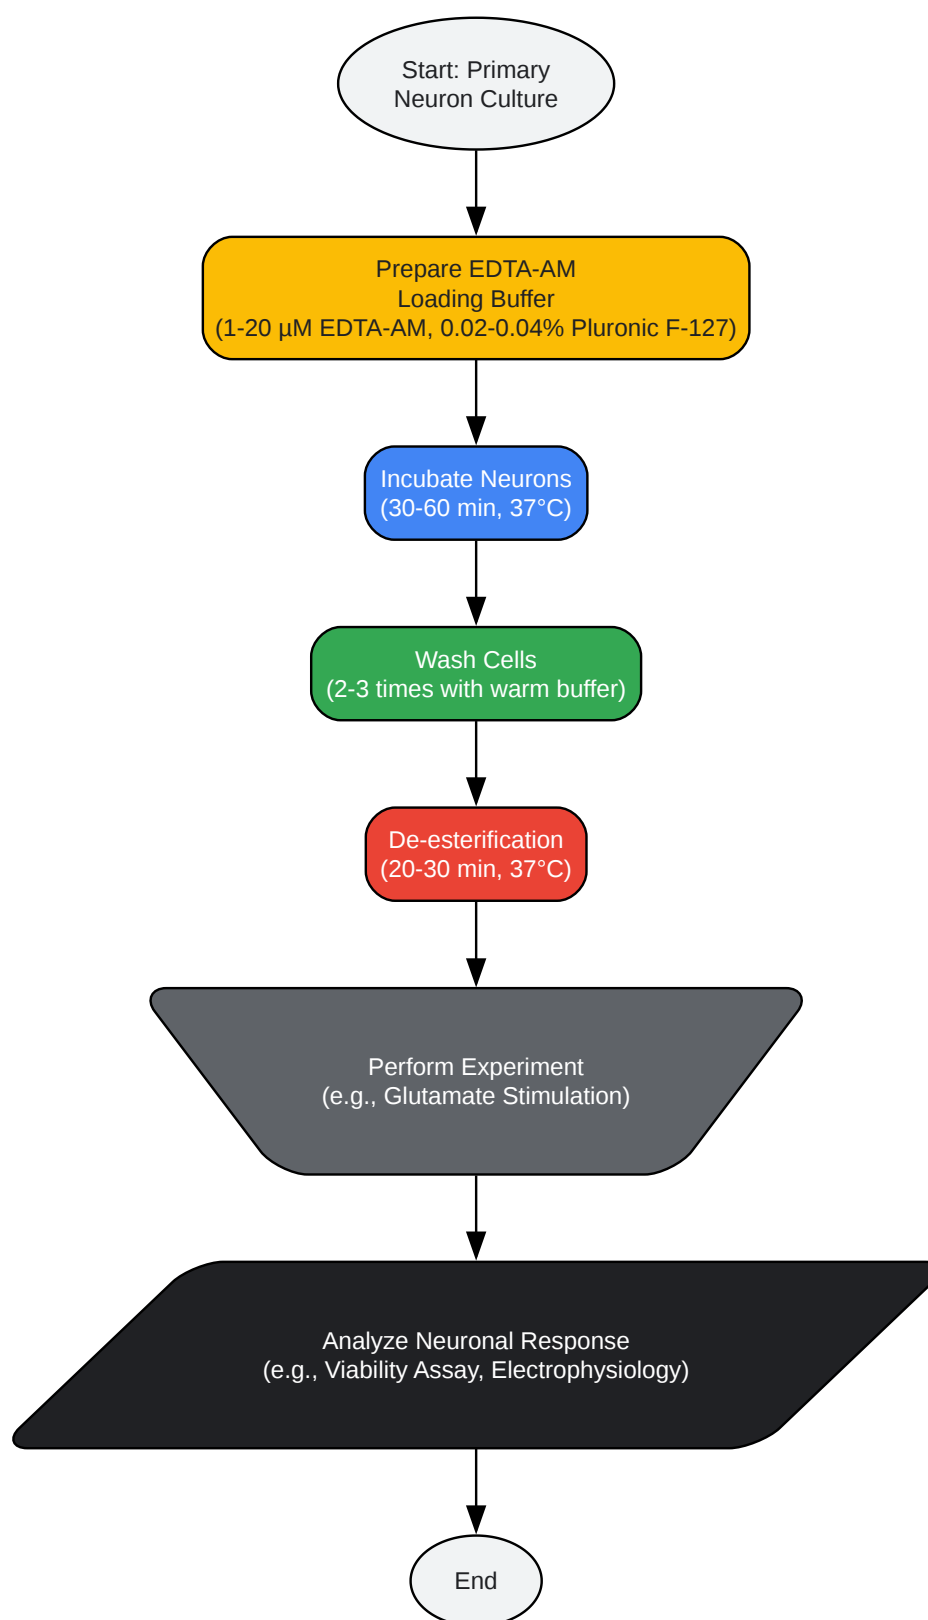 Start: Primary
Neuron Culture
Prepare EDTA-AM
Loading Buffer
(1-20 µM EDTA-AM, 0.02-0.04% Pluronic F-127)
Incubate Neurons
(30-60 min, 37°C)
Wash Cells
(2-3 times with warm buffer)
De-esterification
(20-30 min, 37°C)
Perform Experiment
(e.g., Glutamate Stimulation)
Analyze Neuronal Response
(e.g., Viability Assay, Electrophysiology)
End